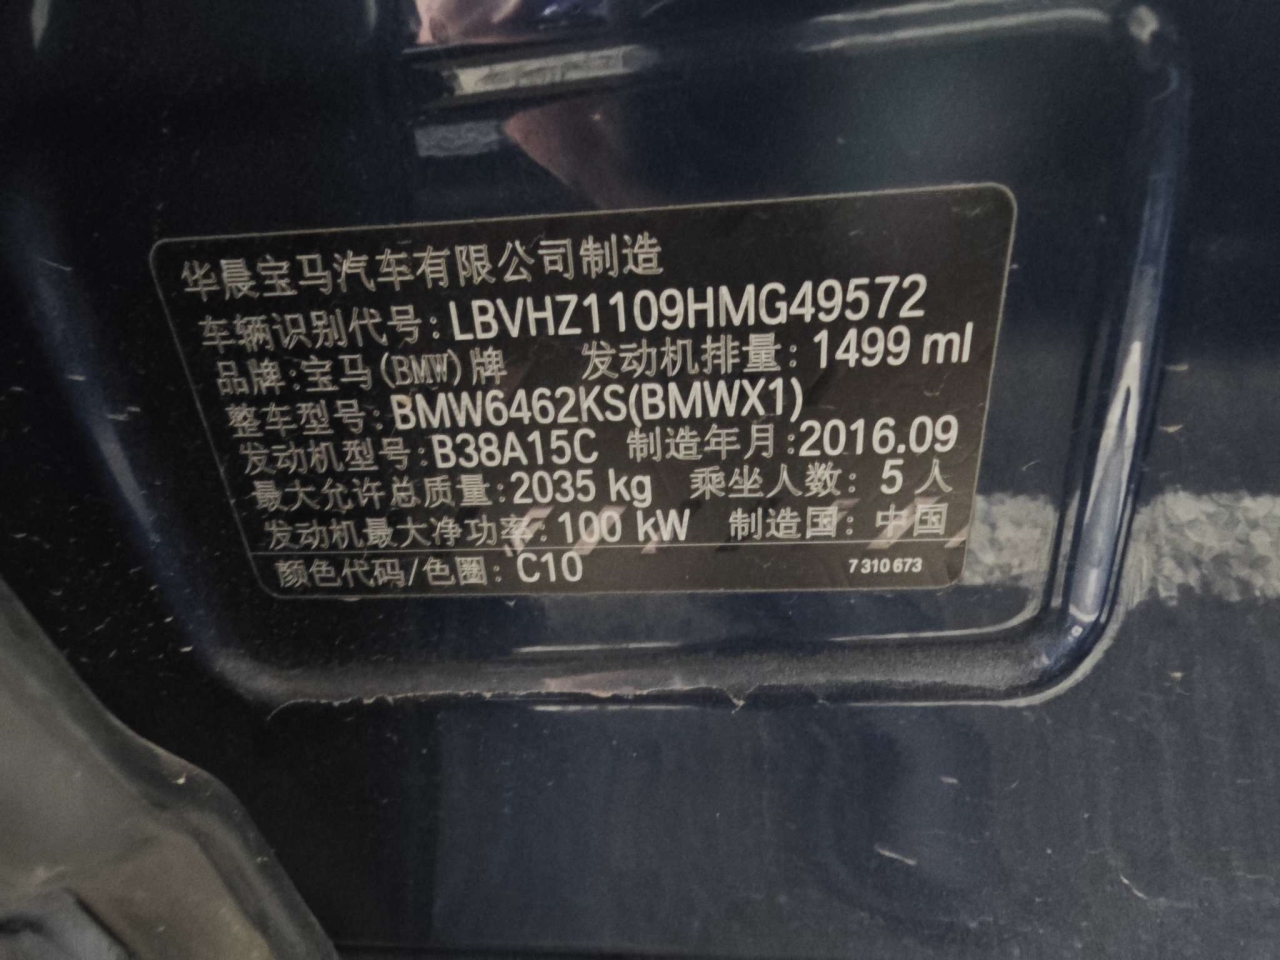 华晨宝马汽车有限公司制造
车辆识别代号: LBVHZ1109HMG49572
品牌: 宝马(BMW)牌 发动机排量: 1499 ml
整车型号: BMW6462KS(BMWX1)
发动机型号: B38A15C 制造年月: 2016.09
最大允许总质量: 2035 kg 乘坐人数: 5 人
发动机最大净功率: 100 kW 制造国: 中国
颜色代码/色圈: C10 7 310 673